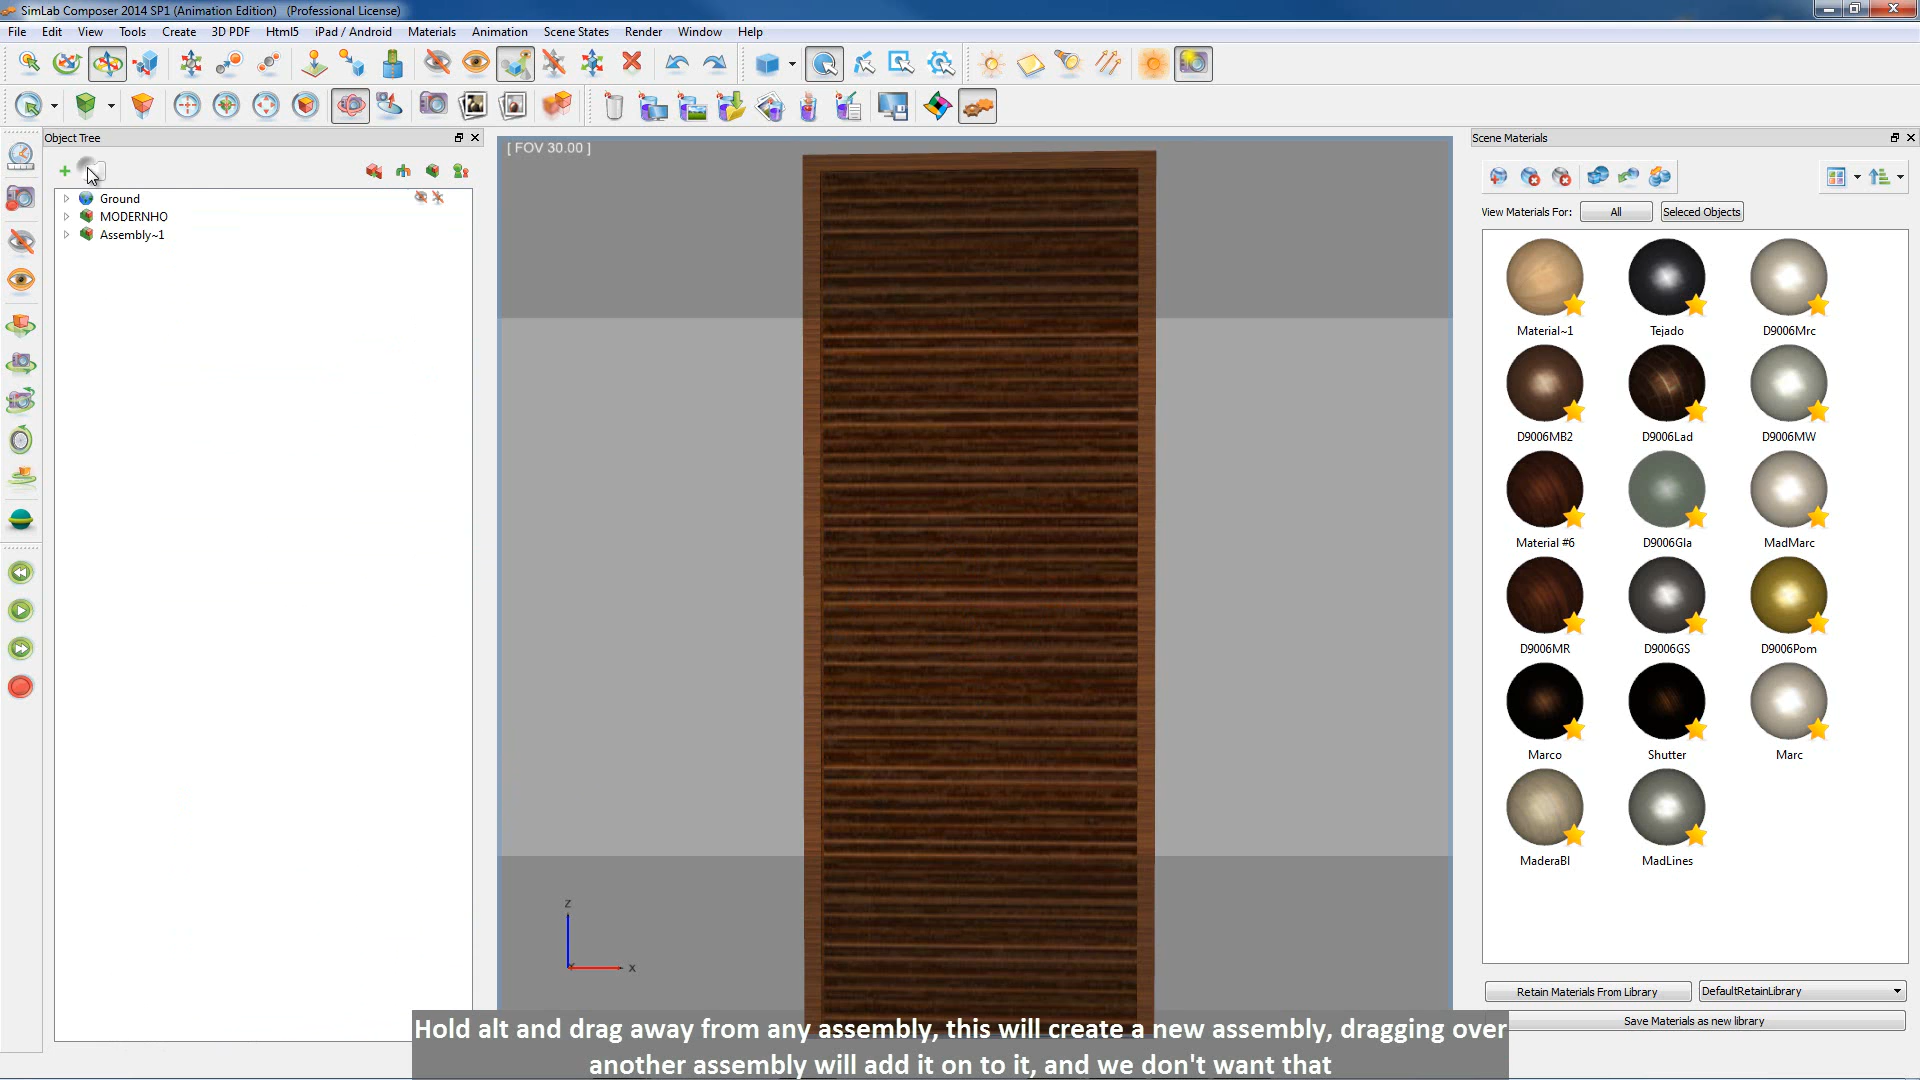 SimLab Composer 2014 SP1 (Animation Edition)   (Professional License)
File Edit View Tools Create 3D PDF Html5 iPad / Android Materials Animation Scene States Render Window Help
Object Tree
Ground
MODERNHO
Assembly~1
[ FOV 30.00 ]
z
x
Scene Materials
View Materials For: All Seleced Objects
Material~1 Tejado D9006Mrc
D9006MB2 D9006Lad D9006MW
Material #6 D9006Gla MadMarc
D9006MR D9006GS D9006Pom
Marco Shutter Marc
MaderaBl MadLines
Retain Materials From Library DefaultRetainLibrary
Save Materials as new library
Hold alt and drag away from any assembly, this will create a new assembly, dragging over
another assembly will add it on to it, and we don't want that